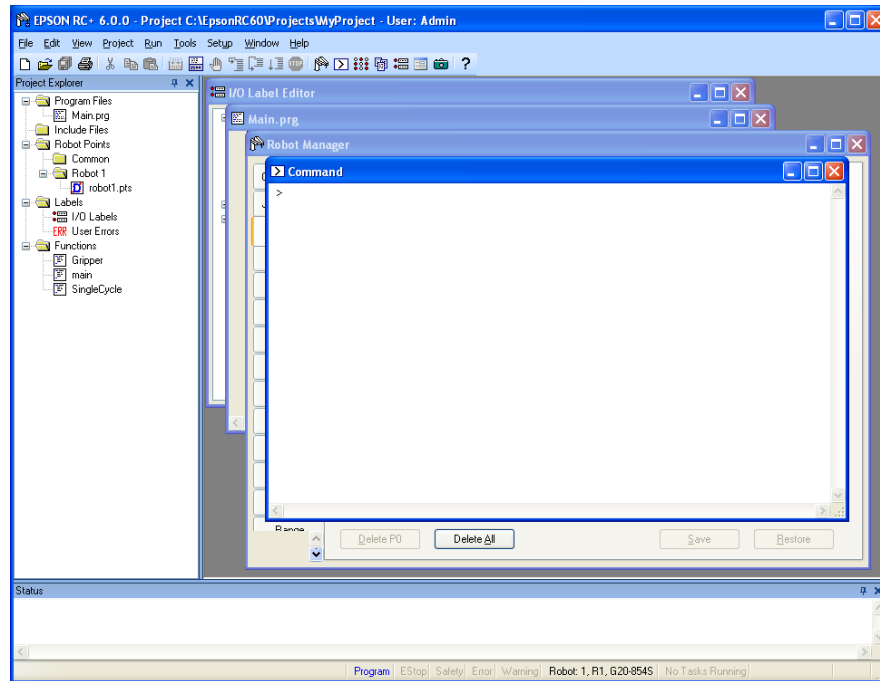 EPSON RC+ 6.0.0 - Project C:\EpsonRC60\Projects\MyProject - User: Admin
File Edit View Project Run Tools Setup Window Help
Project Explorer
Program Files
Main.prg
Include Files
Robot Points
Common
Robot 1
robot1.pts
Labels
I/O Labels
ERR User Errors
Functions
Gripper
main
SingleCycle
I/O Label Editor
Main.prg
Robot Manager
Command
>
Delete P0 Delete All Save Restore
Status
Program EStop Safety Error Warning Robot: 1, R1, G20-854S No Tasks Running